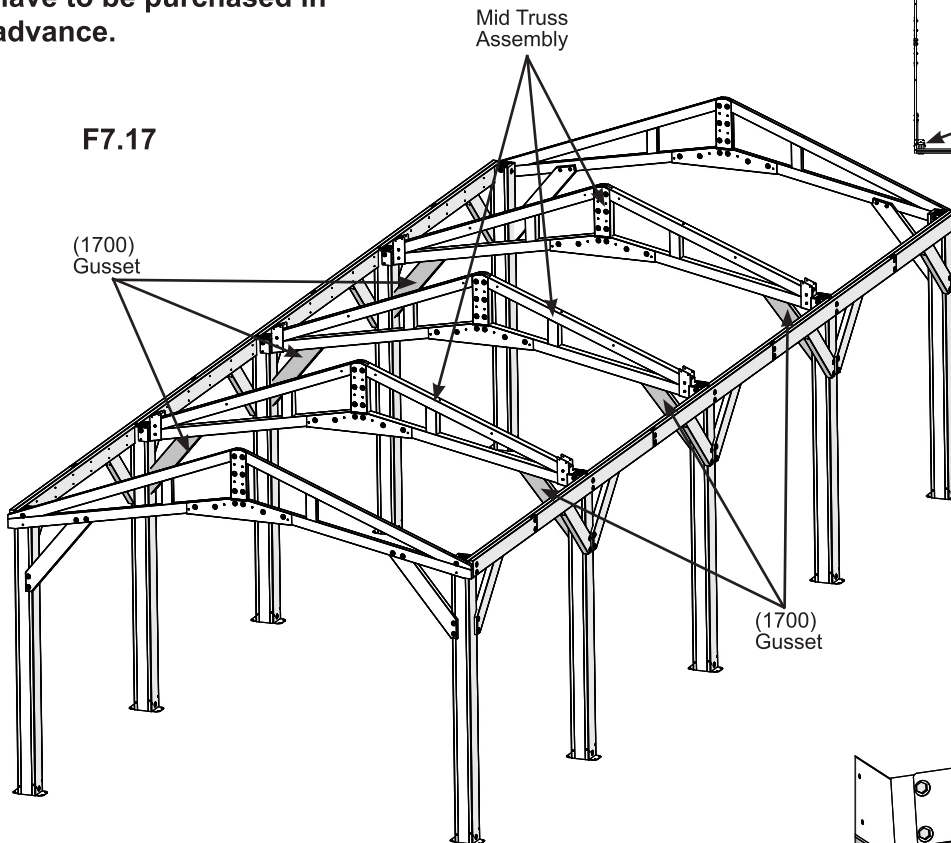 have to be purchased in
advance.
Mid Truss
Assembly
F7.17
(1700)
Gusset
(1700)
Gusset